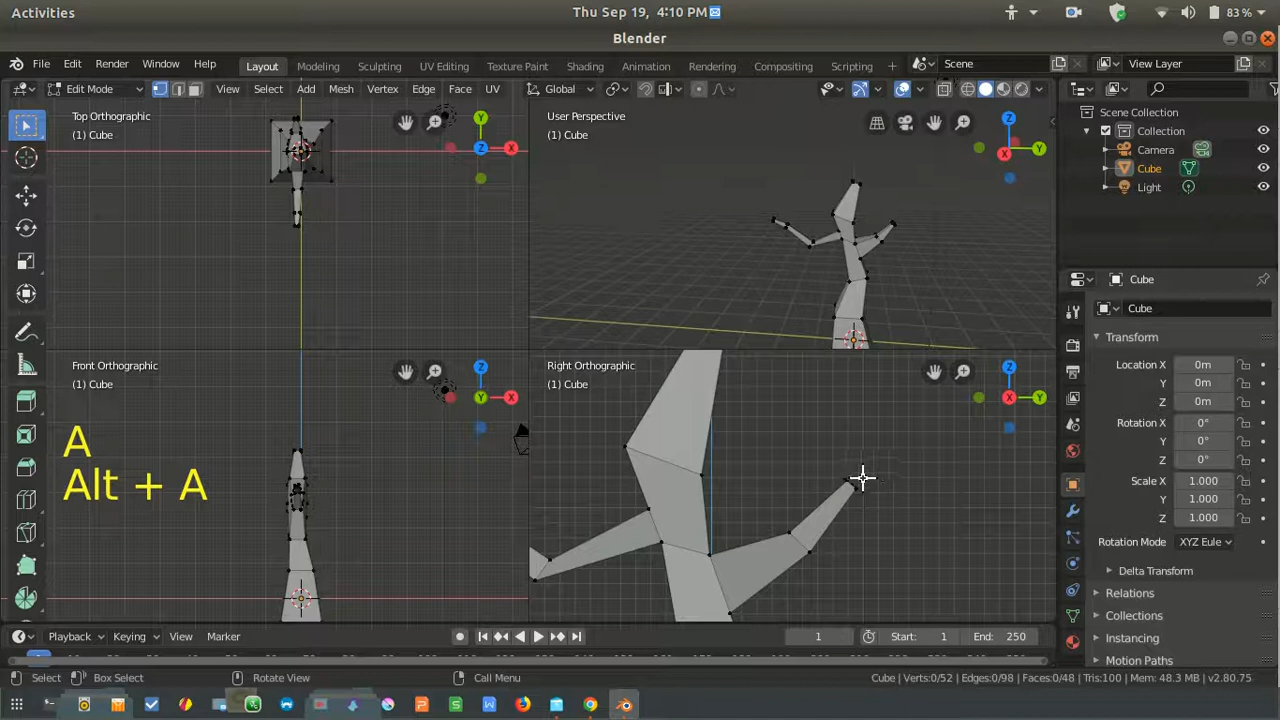 Activities
Thu Sep 19, 4:10 PM
83 %
Blender
File Edit Render Window Help
Layout Modeling Sculpting UV Editing Texture Paint Shading Animation Rendering Compositing Scripting
Scene
View Layer
Edit Mode View Select Add Mesh Vertex Edge Face UV
Global
Top Orthographic
(1) Cube
User Perspective
(1) Cube
Front Orthographic
(1) Cube
Right Orthographic
(1) Cube
Y
Z
X
Z
X
Y
Z
Y
X
Z
X
Y
A
Alt + A
Scene Collection
Collection
Camera
Cube
Light
Cube
Cube
Transform
Location X 0m
Y 0m
Z 0m
Rotation X 0°
Y 0°
Z 0°
Scale X 1.000
Y 1.000
Z 1.000
Rotation Mode XYZ Eule
Delta Transform
Relations
Collections
Instancing
Motion Paths
Playback Keying View Marker
1
Start: 1
End: 250
Select
Box Select
Rotate View
Call Menu
Cube | Verts:0/52 | Edges:0/98 | Faces:0/48 | Tris:100 | Mem: 48.3 MB | v2.80.75